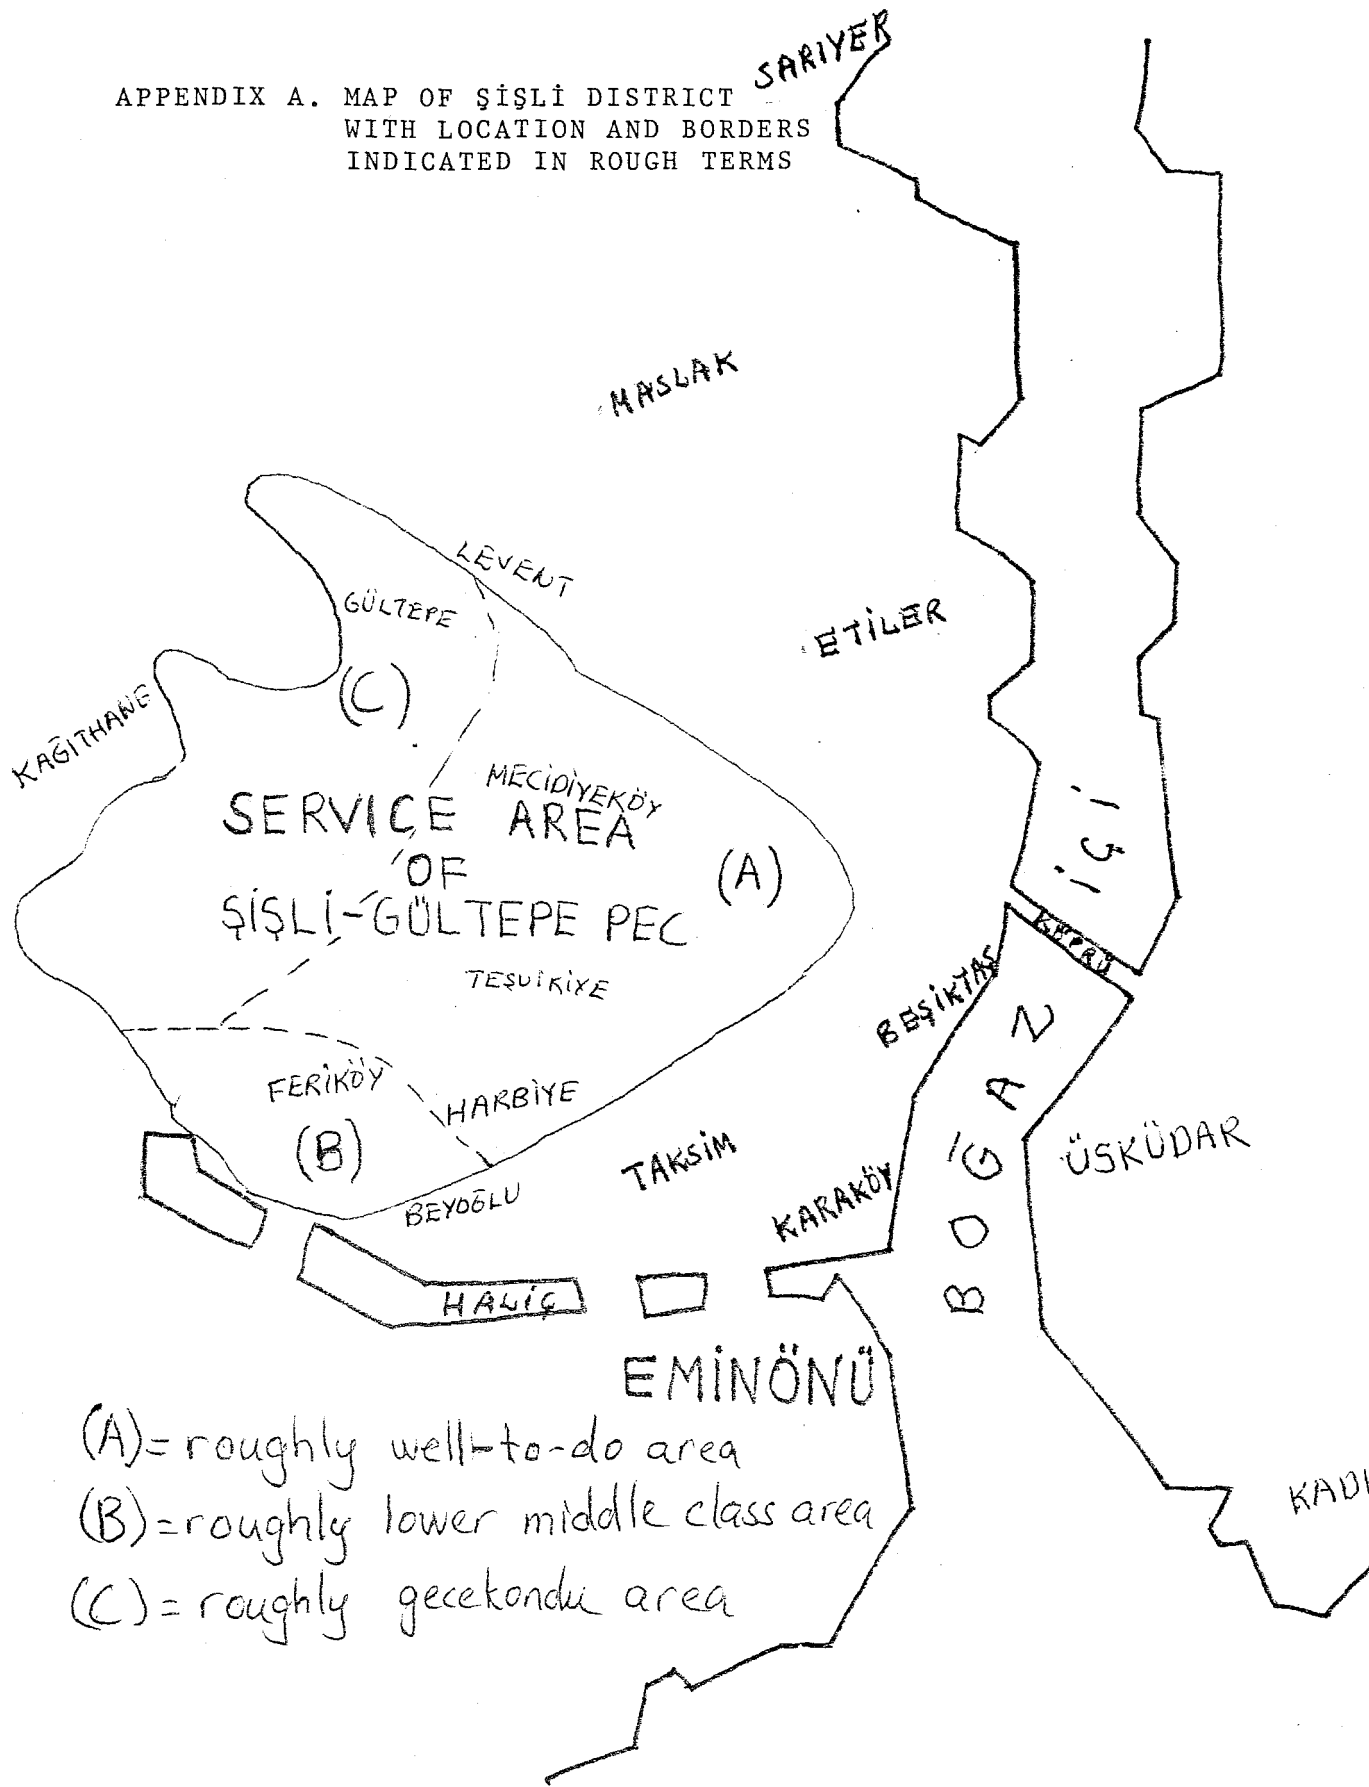 APPENDIX A. MAP OF ŞİŞLİ DISTRICT
WITH LOCATION AND BORDERS
INDICATED IN ROUGH TERMS
SARIYER
MASLAK
LEVENT
GÜLTEPE
ETİLER
(C)
KAĞITHANE
MECİDİYEKÖY
SERVICE AREA
OF
ŞİŞLİ-GÜLTEPE PEC
(A)
İÇİ
KÖPRÜ
TEŞVİKİYE
BEŞİKTAŞ
BOĞAZ
FERİKÖY
HARBİYE
(B)
TAKSİM
ÜSKÜDAR
BEYOĞLU
KARAKÖY
HALİÇ
EMİNÖNÜ
(A)=roughly well-to-do area
(B)=roughly lower middle class area
(C)=roughly gecekondu area
KADI